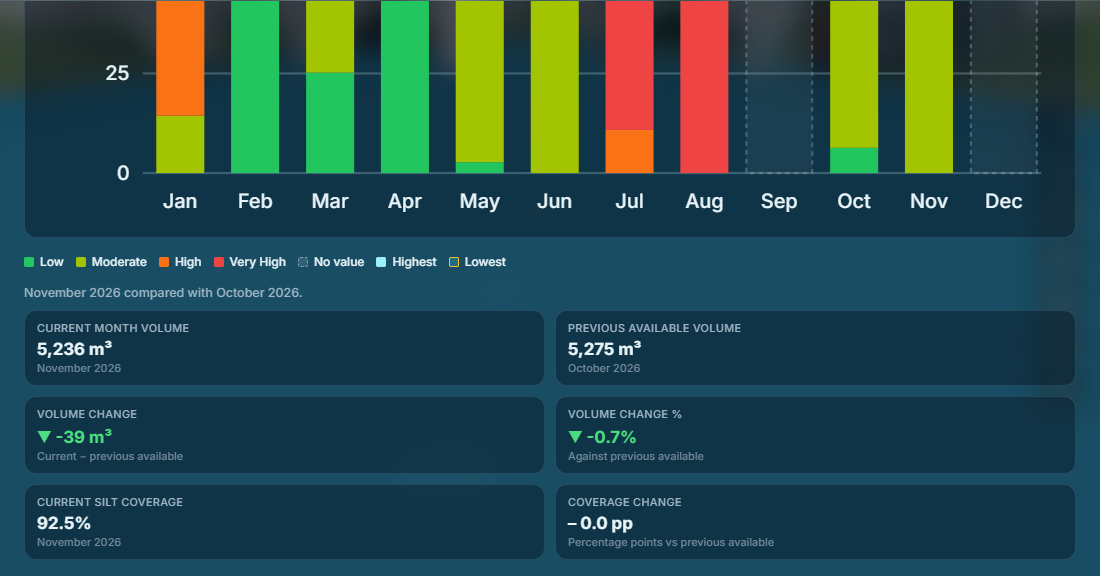 25
0
Jan Feb Mar Apr May Jun Jul Aug Sep Oct Nov Dec
Low Moderate High Very High No value Highest Lowest
November 2026 compared with October 2026.
CURRENT MONTH VOLUME
5,236 m³
November 2026
PREVIOUS AVAILABLE VOLUME
5,275 m³
October 2026
VOLUME CHANGE
▼ -39 m³
Current – previous available
VOLUME CHANGE %
▼ -0.7%
Against previous available
CURRENT SILT COVERAGE
92.5%
November 2026
COVERAGE CHANGE
– 0.0 pp
Percentage points vs previous available